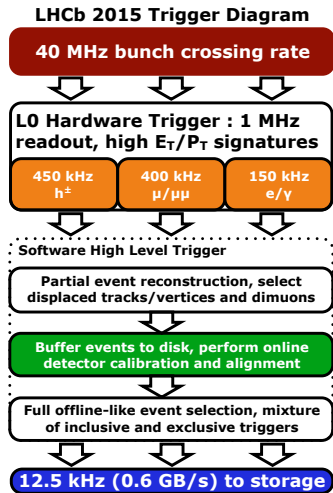 LHCb 2015 Trigger Diagram
40 MHz bunch crossing rate
L0 Hardware Trigger : 1 MHz
readout, high E_T/P_T signatures
450 kHz
h±
400 kHz
μ/μμ
150 kHz
e/γ
Software High Level Trigger
Partial event reconstruction, select
displaced tracks/vertices and dimuons
Buffer events to disk, perform online
detector calibration and alignment
Full offline-like event selection, mixture
of inclusive and exclusive triggers
12.5 kHz (0.6 GB/s) to storage